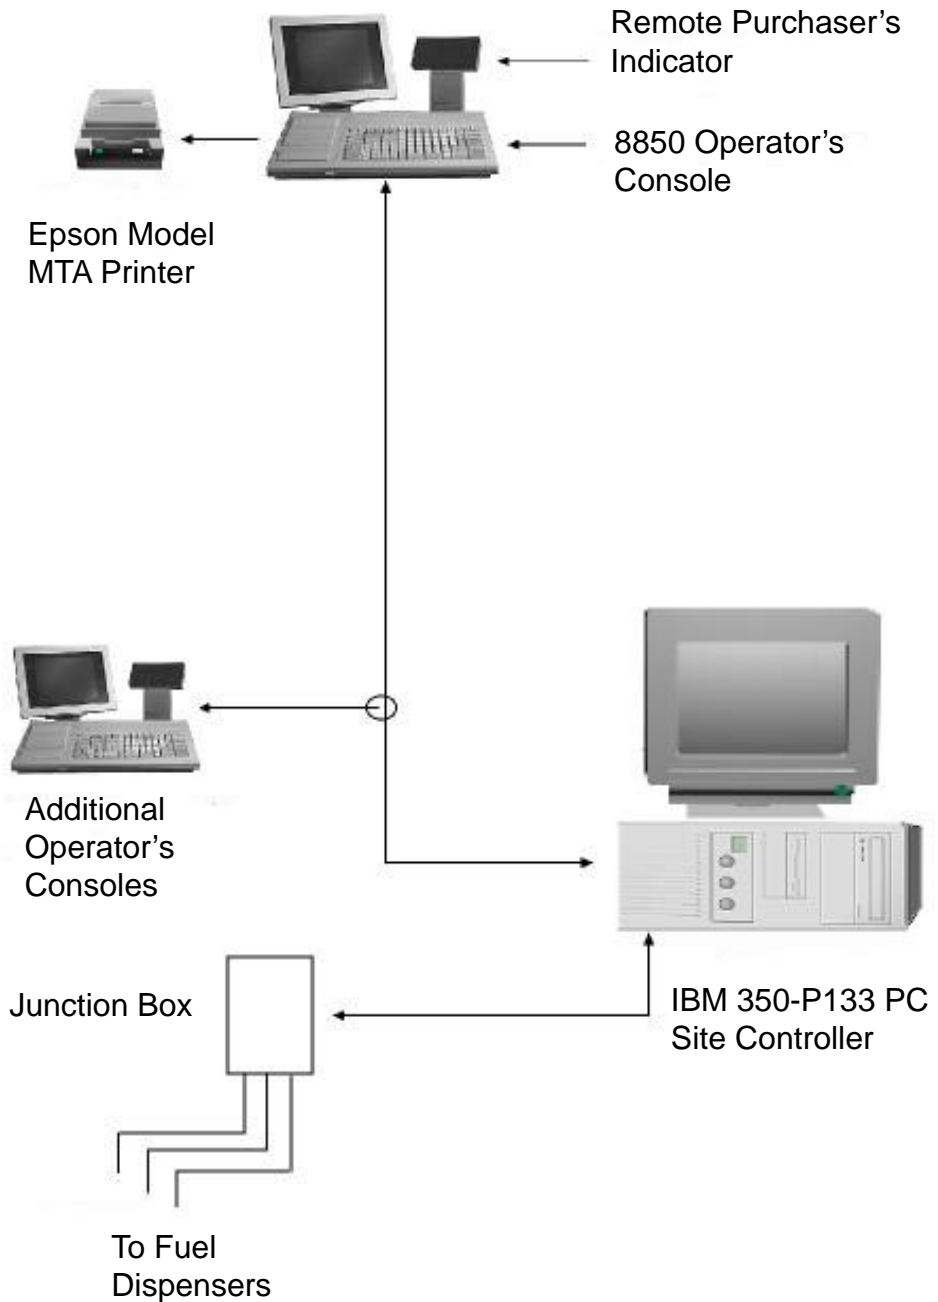 Remote Purchaser's
Indicator
8850 Operator's
Console
Epson Model
MTA Printer
Additional
Operator's
Consoles
Junction Box
IBM 350-P133 PC
Site Controller
To Fuel
Dispensers